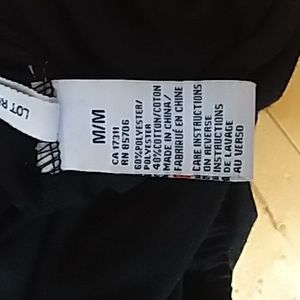 M/M
CA 17311
RN 85706
60%POLYESTER/
POLYESTER
40%COTTON/COTON
MADE IN CHINA/
FABRIQUÉ EN CHINE
CARE INSTRUCTIONS
ON REVERSE
INSTRUCTIONS
DE LAVAGE
AU VERSO
LOT